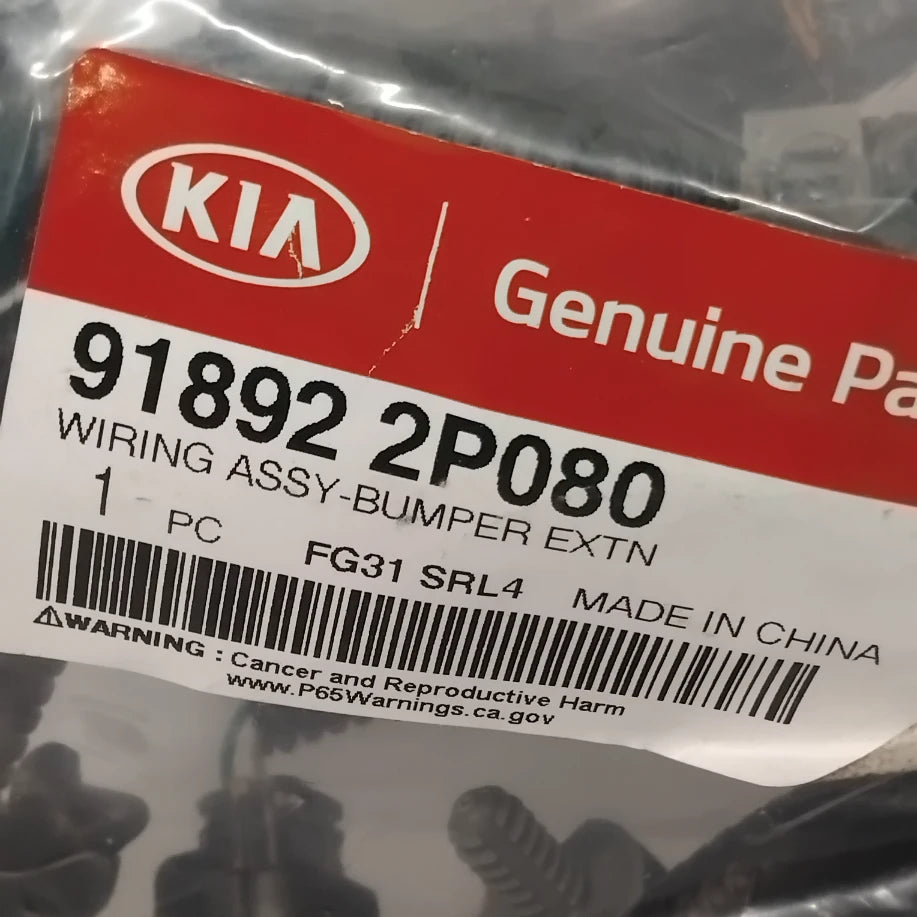 KIA
Genuine Pa
91892 2P080
WIRING ASSY-BUMPER EXTN
1 PC FG31 SRL4 MADE IN CHINA
⚠WARNING : Cancer and Reproductive Harm
www.P65Warnings.ca.gov